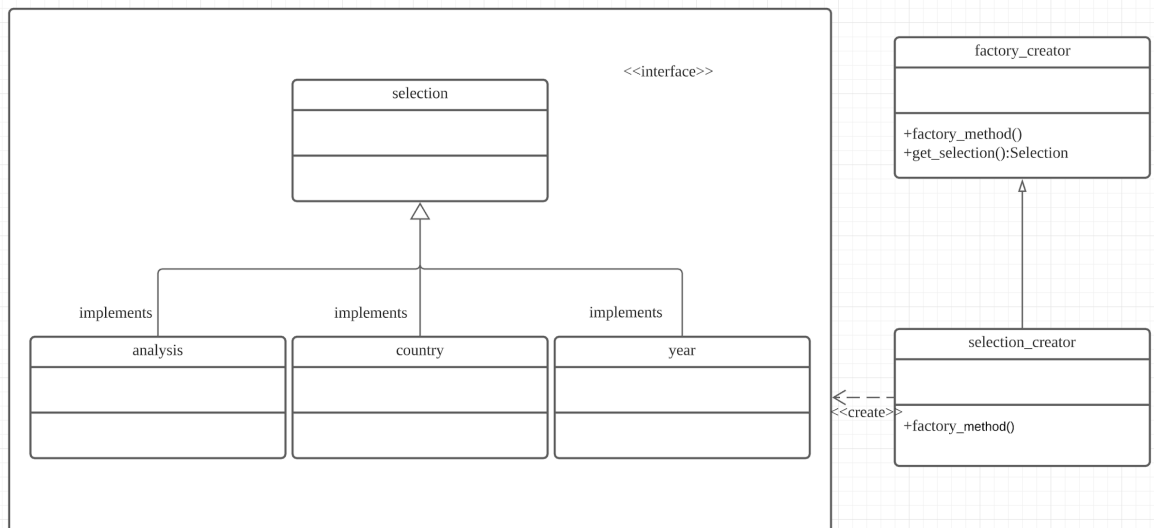 <<interface>>
selection
implements
implements
implements
analysis
country
year
factory_creator
+factory_method()
+get_selection():Selection
selection_creator
<<create>>
+factory_method()